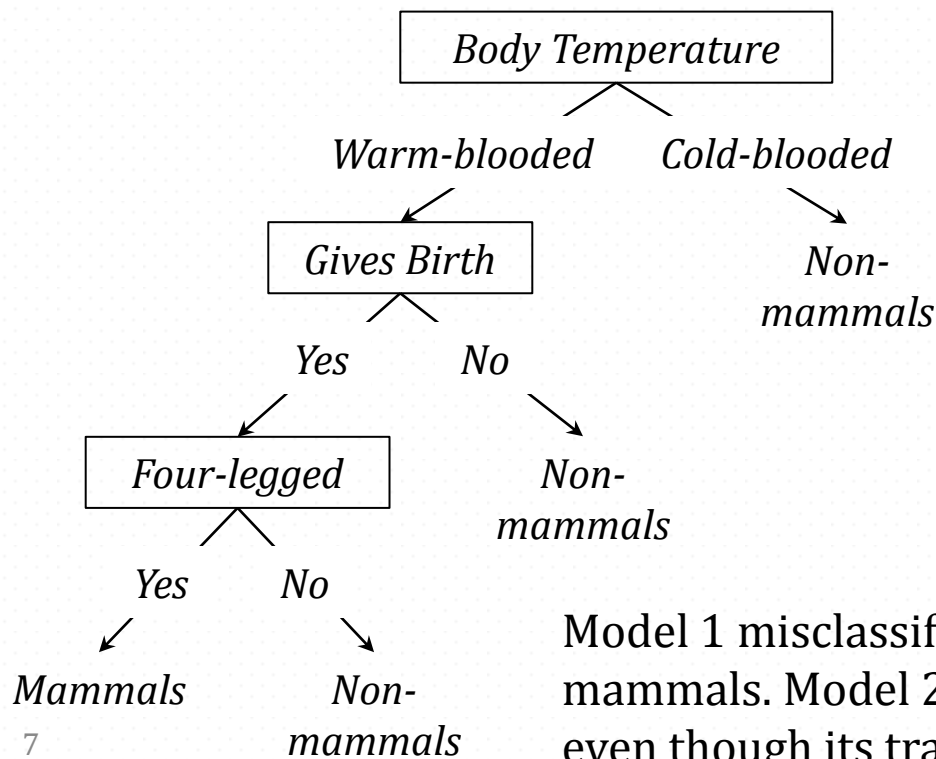 Body Temperature
Warm-blooded
Cold-blooded
Gives Birth
Non-
mammals
Yes
No
Four-legged
Non-
mammals
Yes
No
Mammals
Non-
mammals
Model 1 misclassif
mammals. Model 2
even though its tra
7